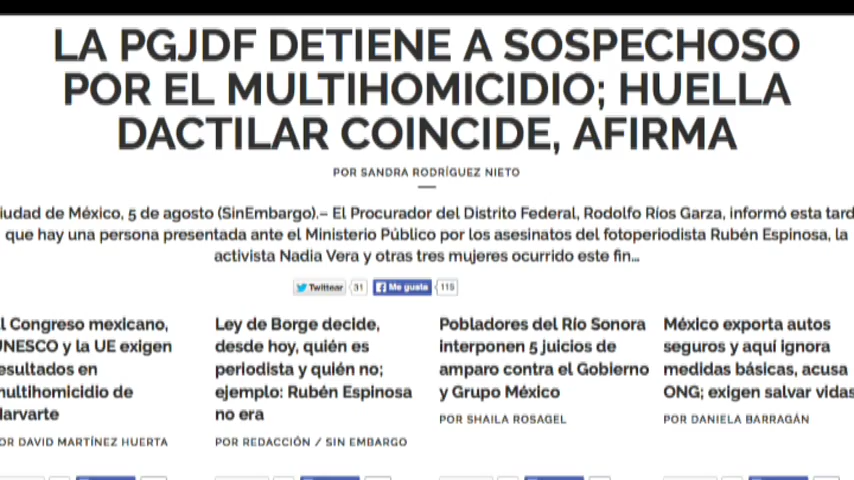 LA PGJDF DETIENE A SOSPECHOSO
POR EL MULTIHOMICIDIO; HUELLA
DACTILAR COINCIDE, AFIRMA
POR SANDRA RODRÍGUEZ NIETO
iudad de México, 5 de agosto (SinEmbargo).– El Procurador del Distrito Federal, Rodolfo Ríos Garza, informó esta tard
que hay una persona presentada ante el Ministerio Público por los asesinatos del fotoperiodista Rubén Espinosa, la
activista Nadia Vera y otras tres mujeres ocurrido este fin...
Twittear 31 Me gusta 115
l Congreso mexicano,
UNESCO y la UE exigen
esultados en
multihomicidio de
Narvarte
OR DAVID MARTÍNEZ HUERTA
Ley de Borge decide,
desde hoy, quién es
periodista y quién no;
ejemplo: Rubén Espinosa
no era
POR REDACCIÓN / SIN EMBARGO
Pobladores del Río Sonora
interponen 5 juicios de
amparo contra el Gobierno
y Grupo México
POR SHAILA ROSAGEL
México exporta autos
seguros y aquí ignora
medidas básicas, acusa
ONG; exigen salvar vidas
POR DANIELA BARRAGÁN